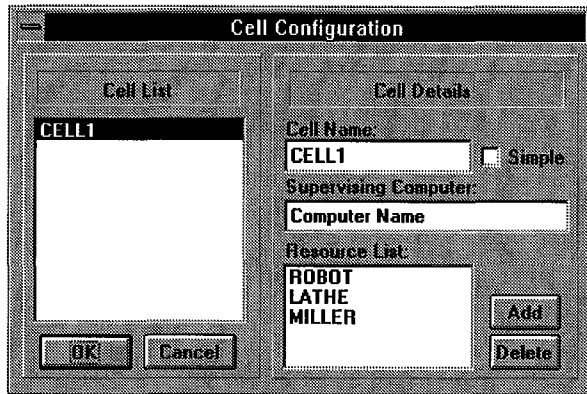 Cell Configuration
Cell List
CELL1
OK
Cancel
Cell Details
Cell Name:
CELL1
Simple
Supervising Computer:
Computer Name
Resource List:
ROBOT
LATHE
MILLER
Add
Delete